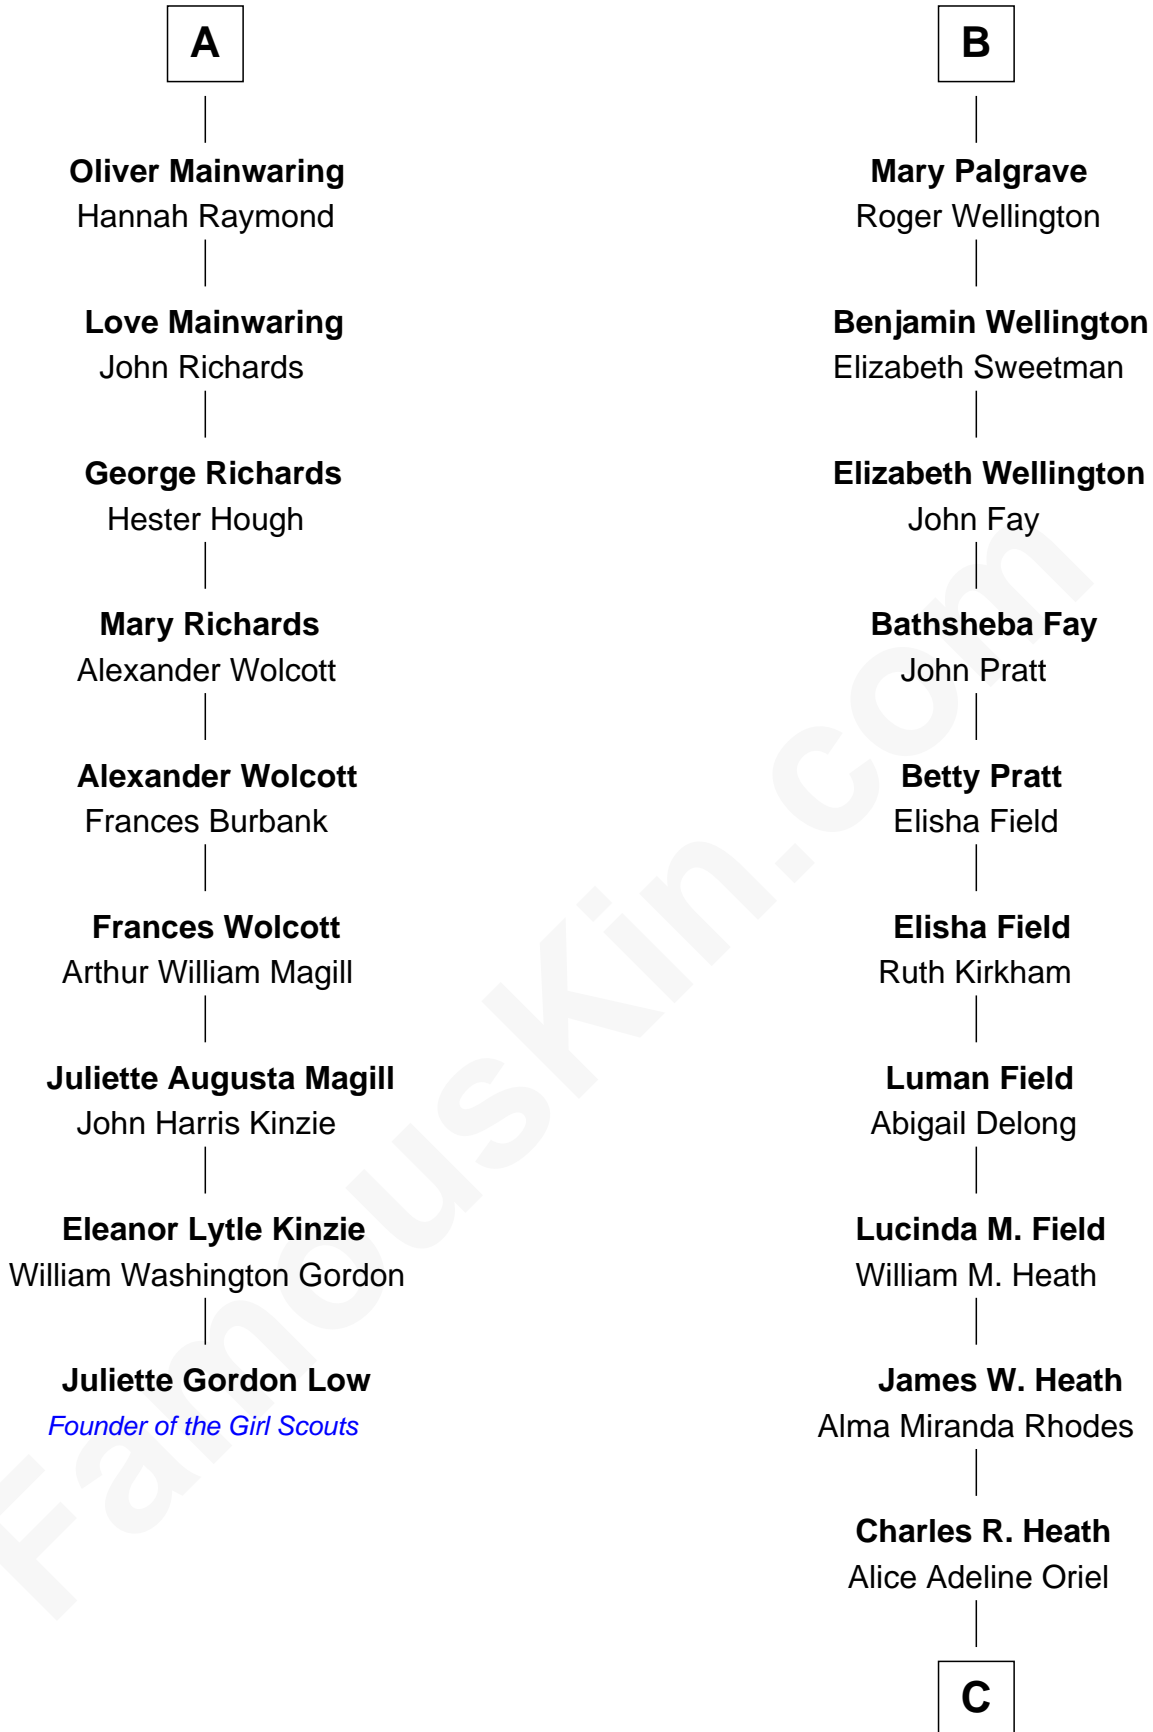 A
Oliver Mainwaring
Hannah Raymond
Love Mainwaring
John Richards
George Richards
Hester Hough
Mary Richards
Alexander Wolcott
Alexander Wolcott
Frances Burbank
Frances Wolcott
Arthur William Magill
Juliette Augusta Magill
John Harris Kinzie
Eleanor Lytle Kinzie
William Washington Gordon
Juliette Gordon Low
Founder of the Girl Scouts
B
Mary Palgrave
Roger Wellington
Benjamin Wellington
Elizabeth Sweetman
Elizabeth Wellington
John Fay
Bathsheba Fay
John Pratt
Betty Pratt
Elisha Field
Elisha Field
Ruth Kirkham
Luman Field
Abigail Delong
Lucinda M. Field
William M. Heath
James W. Heath
Alma Miranda Rhodes
Charles R. Heath
Alice Adeline Oriel
C
FamousKin.com